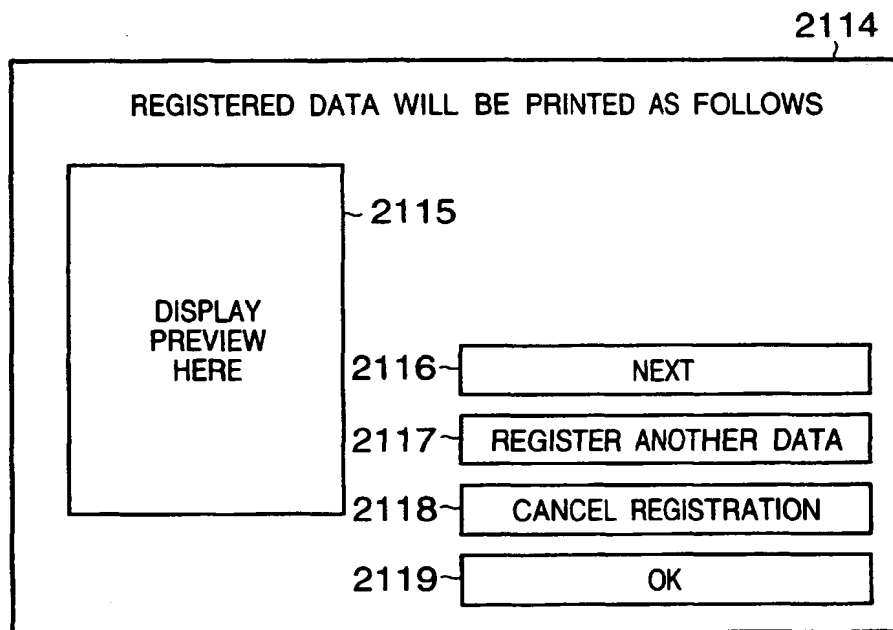 2114
REGISTERED DATA WILL BE PRINTED AS FOLLOWS
2115
DISPLAY
PREVIEW
HERE
2116 NEXT
2117 REGISTER ANOTHER DATA
2118 CANCEL REGISTRATION
2119 OK